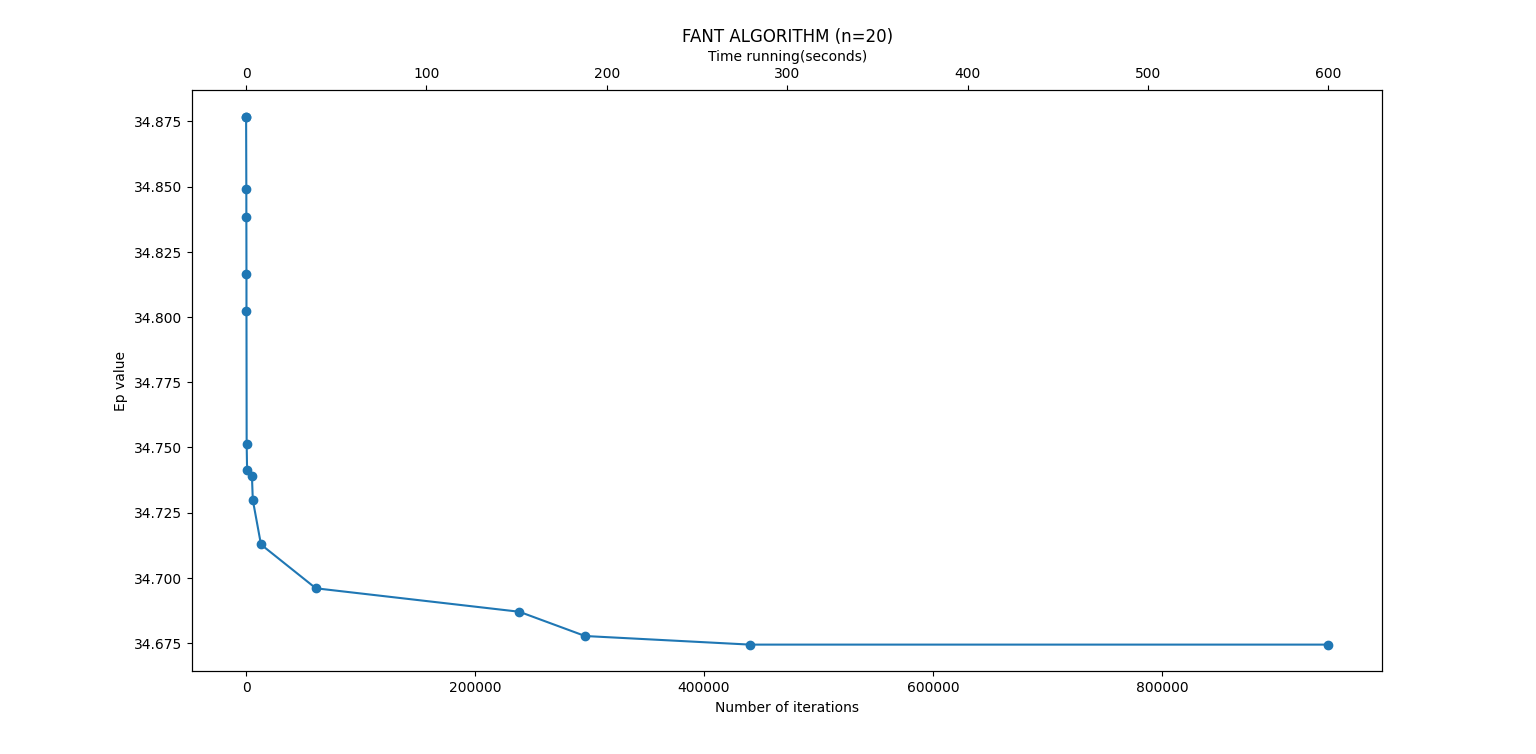 FANT ALGORITHM (n=20)
Time running(seconds)
0 100 200 300 400 500 600
34.875
34.850
34.825
34.800
34.775
34.750
34.725
34.700
34.675
Ep value
0 200000 400000 600000 800000
Number of iterations